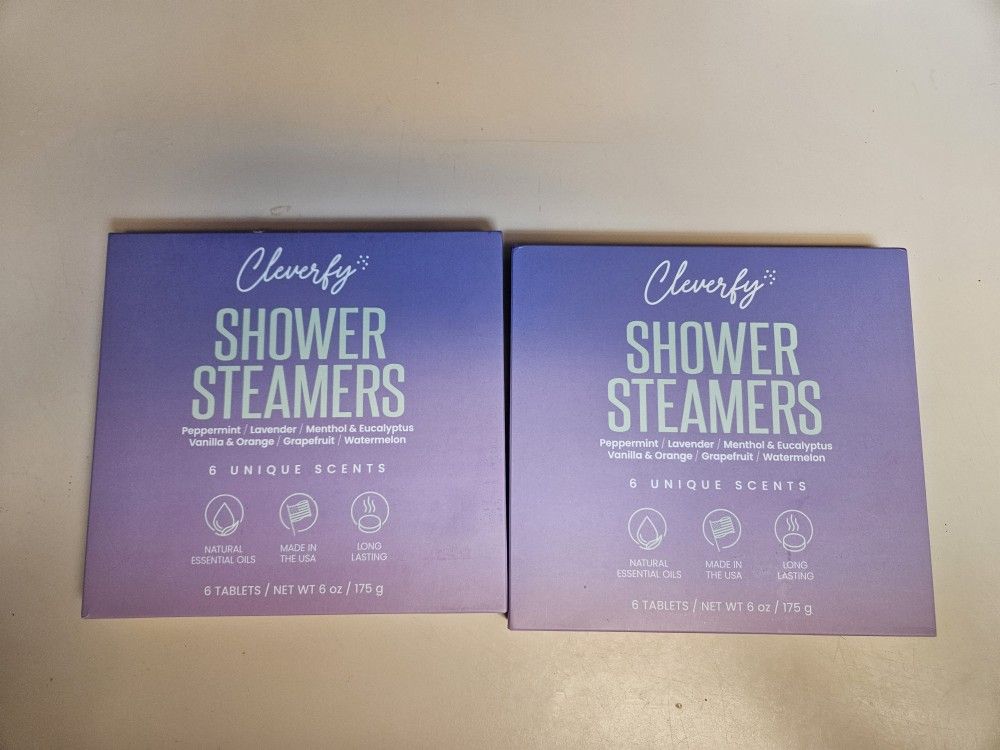 Cleverfy
SHOWER
STEAMERS
Peppermint / Lavender / Menthol & Eucalyptus
Vanilla & Orange / Grapefruit / Watermelon
6 UNIQUE SCENTS
NATURAL
ESSENTIAL OILS
MADE IN
THE USA
LONG
LASTING
6 TABLETS / NET WT 6 oz / 175 g
Cleverfy
SHOWER
STEAMERS
Peppermint / Lavender / Menthol & Eucalyptus
Vanilla & Orange / Grapefruit / Watermelon
6 UNIQUE SCENTS
NATURAL
ESSENTIAL OILS
MADE IN
THE USA
LONG
LASTING
6 TABLETS / NET WT 6 oz / 175 g